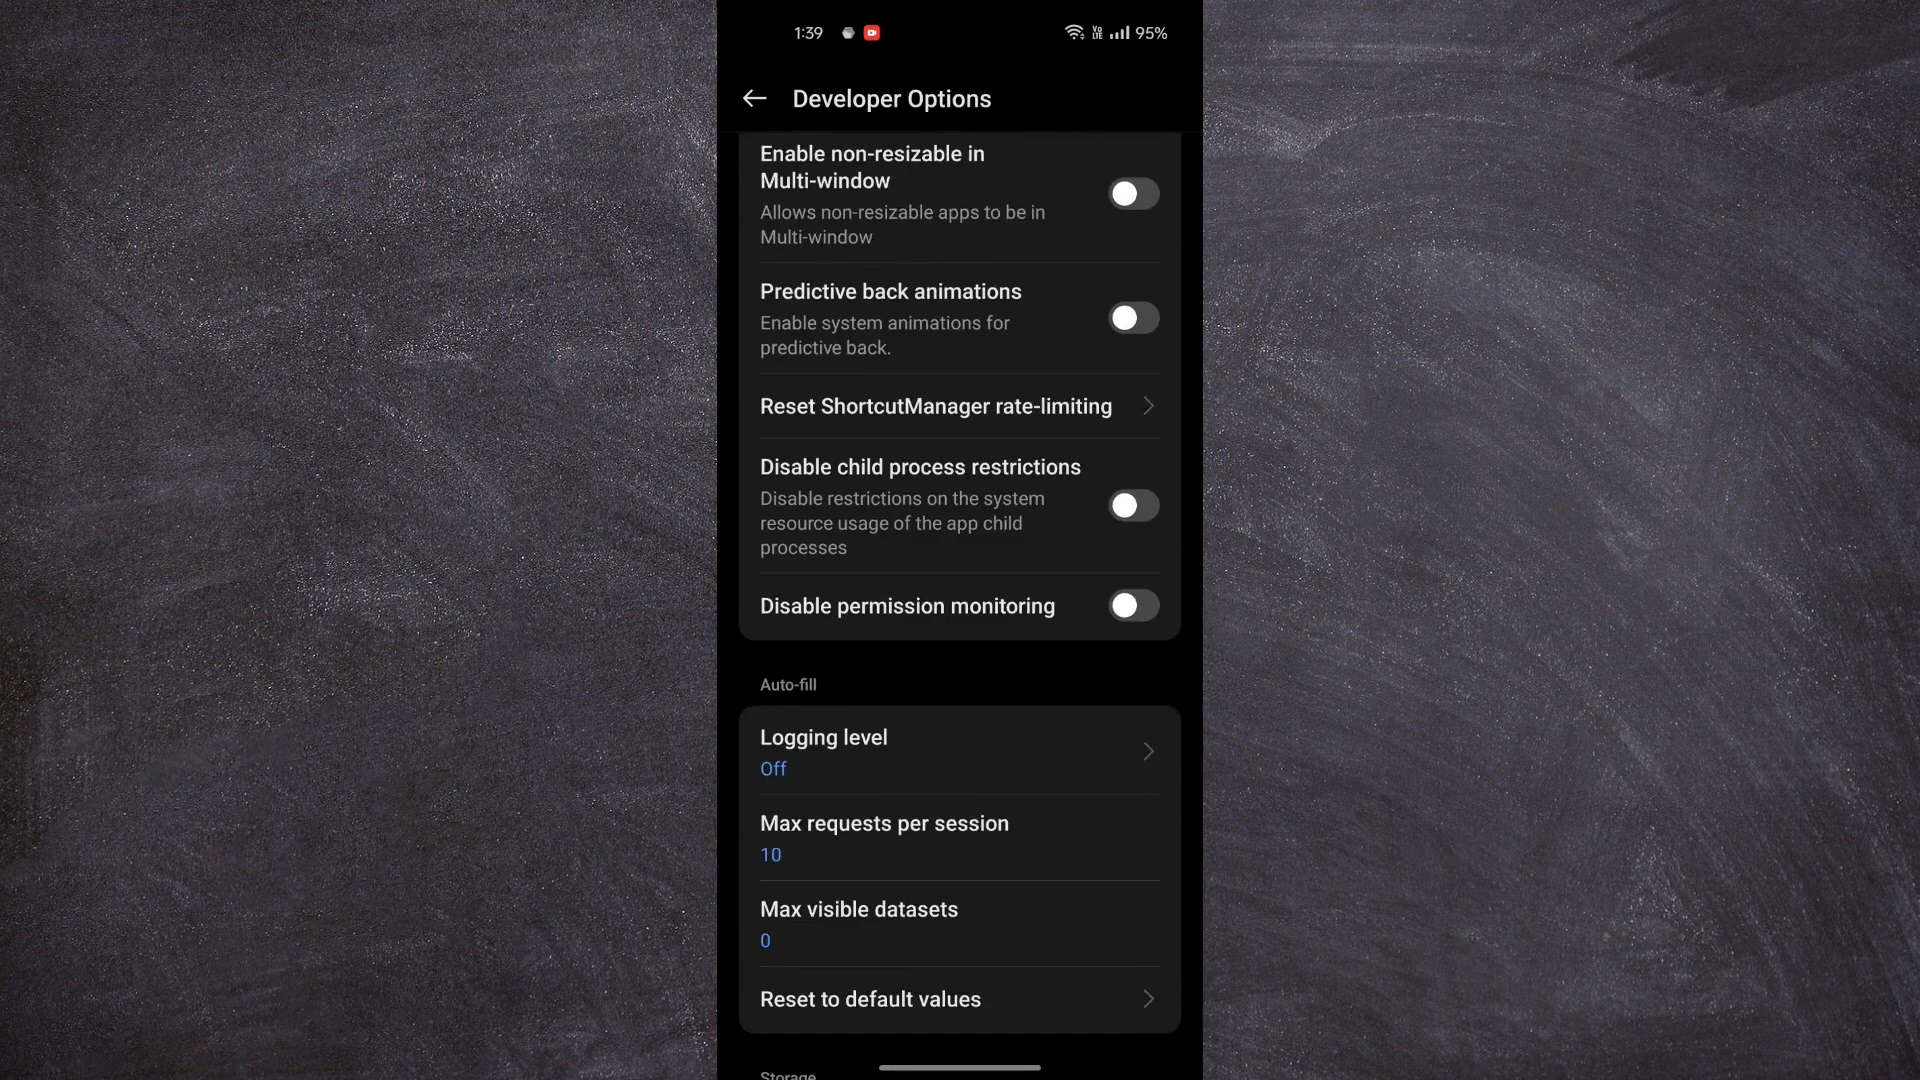 1:39
Vo
LTE
95%
Developer Options
Enable non-resizable in
Multi-window
Allows non-resizable apps to be in
Multi-window
Predictive back animations
Enable system animations for
predictive back.
Reset ShortcutManager rate-limiting
Disable child process restrictions
Disable restrictions on the system
resource usage of the app child
processes
Disable permission monitoring
Auto-fill
Logging level
Off
Max requests per session
10
Max visible datasets
0
Reset to default values
Storage